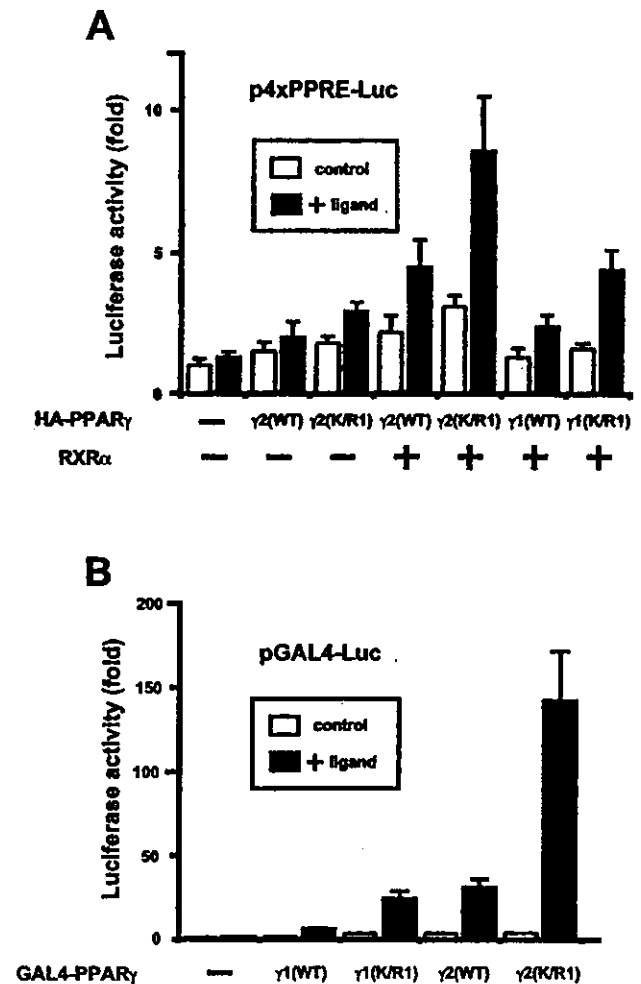 A
p4xPPRE-Luc
control
+ ligand
Luciferase activity (fold)
10
5
0
HA-PPARγ — γ2(WT) γ2(K/R1) γ2(WT) γ2(K/R1) γ1(WT) γ1(K/R1)
RXRα — — — + + + +
B
pGAL4-Luc
control
+ ligand
Luciferase activity (fold)
200
150
100
50
0
GAL4-PPARγ — γ1(WT) γ1(K/R1) γ2(WT) γ2(K/R1)